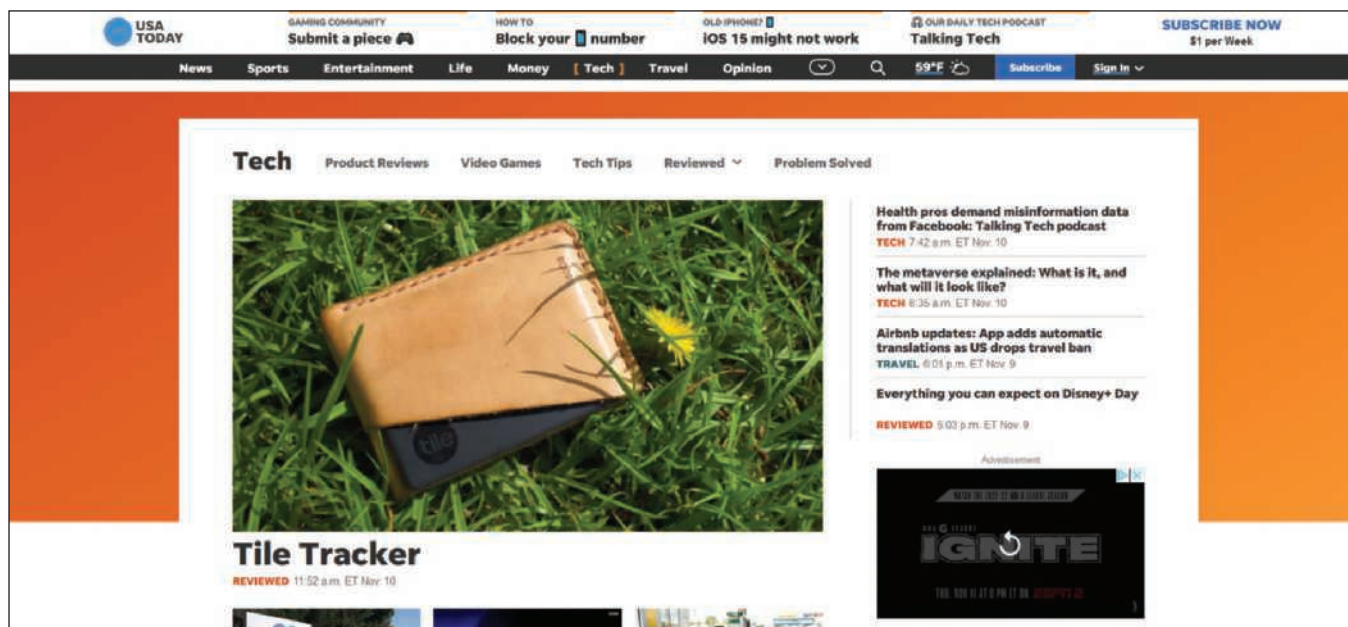 USA
TODAY
GAMING COMMUNITY
Submit a piece
HOW TO
Block your number
OLD IPHONE?
iOS 15 might not work
OUR DAILY TECH PODCAST
Talking Tech
SUBSCRIBE NOW
$1 per Week
News Sports Entertainment Life Money [ Tech ] Travel Opinion 59°F Subscribe Sign In
Tech Product Reviews Video Games Tech Tips Reviewed Problem Solved
tile
Tile Tracker
REVIEWED 11:52 a.m. ET Nov. 10
Health pros demand misinformation data
from Facebook: Talking Tech podcast
TECH 7:42 a.m. ET Nov. 10
The metaverse explained: What is it, and
what will it look like?
TECH 6:35 a.m. ET Nov. 10
Airbnb updates: App adds automatic
translations as US drops travel ban
TRAVEL 6:01 p.m. ET Nov. 9
Everything you can expect on Disney+ Day
REVIEWED 5:03 p.m. ET Nov. 9
Advertisement
IGNITE
ESPN2